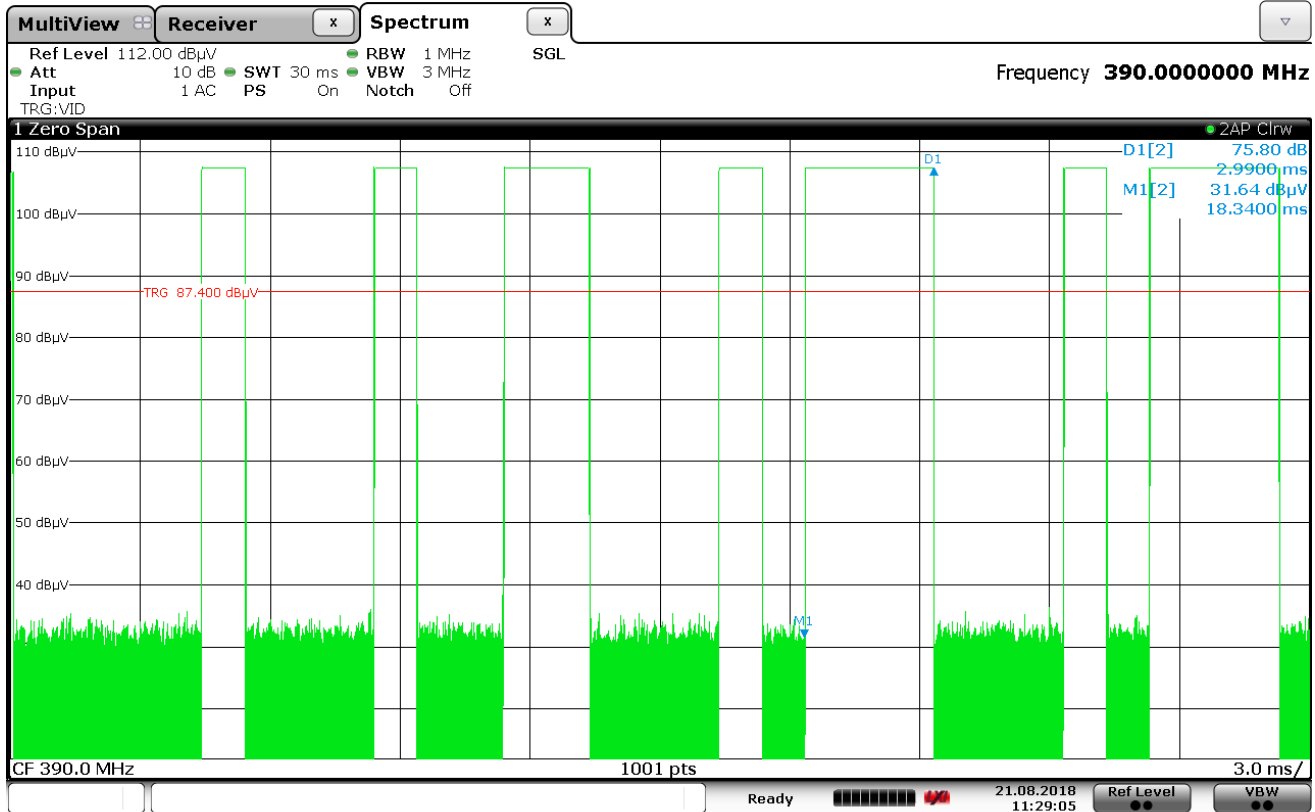 MultiView Receiver x Spectrum x
Ref Level 112.00 dBµV RBW 1 MHz SGL
Att 10 dB SWT 30 ms VBW 3 MHz Frequency 390.0000000 MHz
Input 1 AC PS On Notch Off
TRG:VID
1 Zero Span 2AP Clrw
110 dBµV D1 D1[2] 75.80 dB
2.9900 ms
M1[2] 31.64 dBµV
18.3400 ms
100 dBµV
90 dBµV
TRG 87.400 dBµV
80 dBµV
70 dBµV
60 dBµV
50 dBµV
40 dBµV
M1
CF 390.0 MHz 1001 pts 3.0 ms/
Ready 21.08.2018 Ref Level VBW
11:29:05